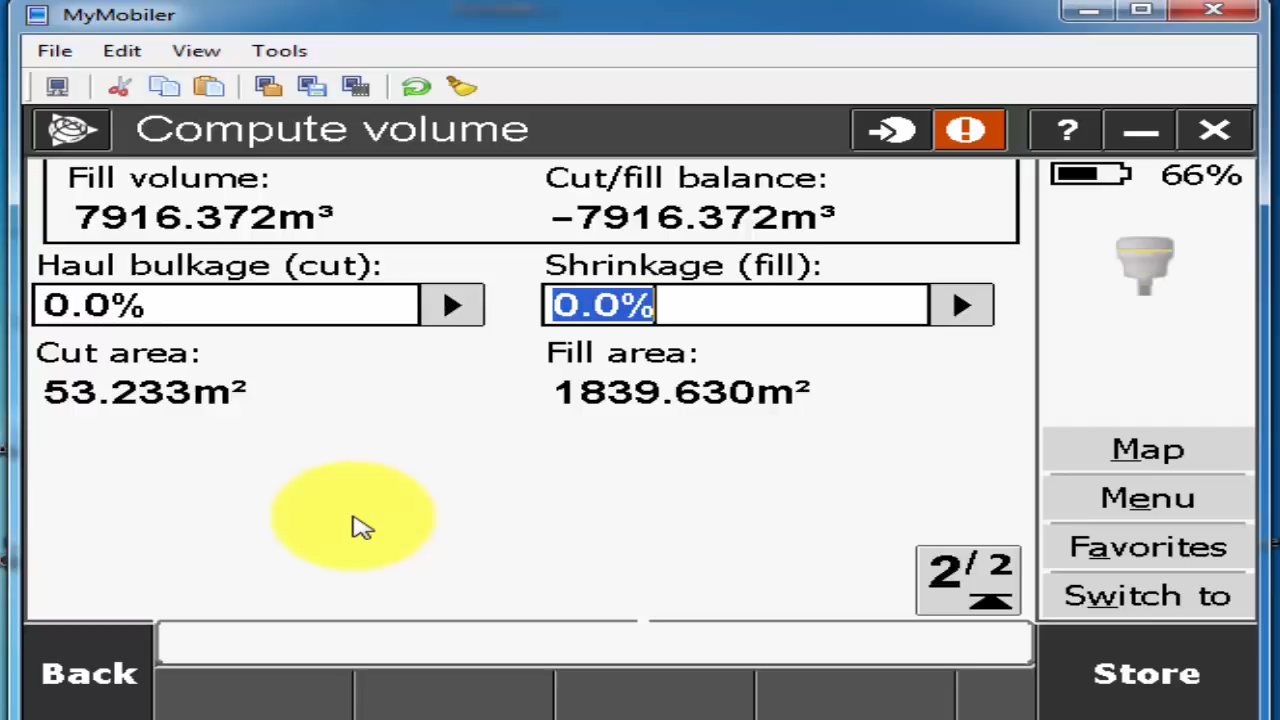 MyMobiler
File Edit View Tools
Compute volume ?
Fill volume: Cut/fill balance: 66%
7916.372m³ -7916.372m³
Haul bulkage (cut): Shrinkage (fill):
0.0% 0.0%
Cut area: Fill area:
53.233m² 1839.630m²
Map
Menu
Favorites
2/2
Switch to
Back Store